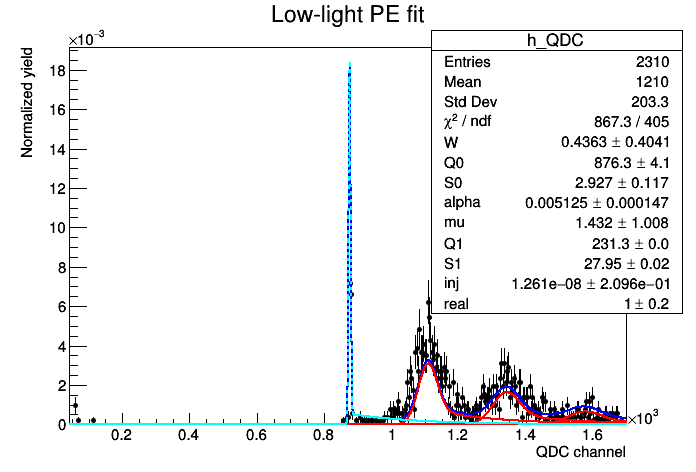 Low-light PE fit
×10⁻³
Normalized yield
18
16
14
12
10
8
6
4
2
0
0.2 0.4 0.6 0.8 1 1.2 1.4 1.6
×10³
QDC channel
h_QDC
Entries 2310
Mean 1210
Std Dev 203.3
χ² / ndf 867.3 / 405
W 0.4363 ± 0.4041
Q0 876.3 ± 4.1
S0 2.927 ± 0.117
alpha 0.005125 ± 0.000147
mu 1.432 ± 1.008
Q1 231.3 ± 0.0
S1 27.95 ± 0.02
inj 1.261e−08 ± 2.096e−01
real 1 ± 0.2